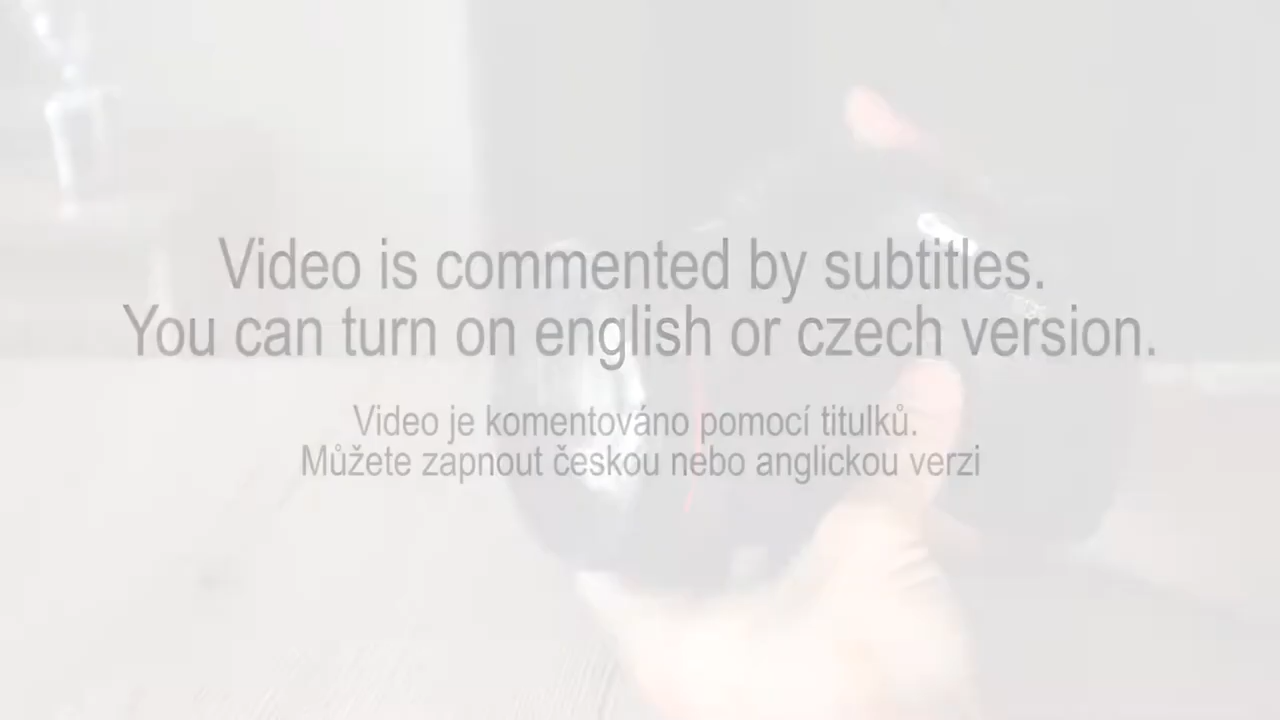 Video is commented by subtitles.
You can turn on english or czech version.
Video je komentováno pomocí titulků.
Můžete zapnout českou nebo anglickou verzi